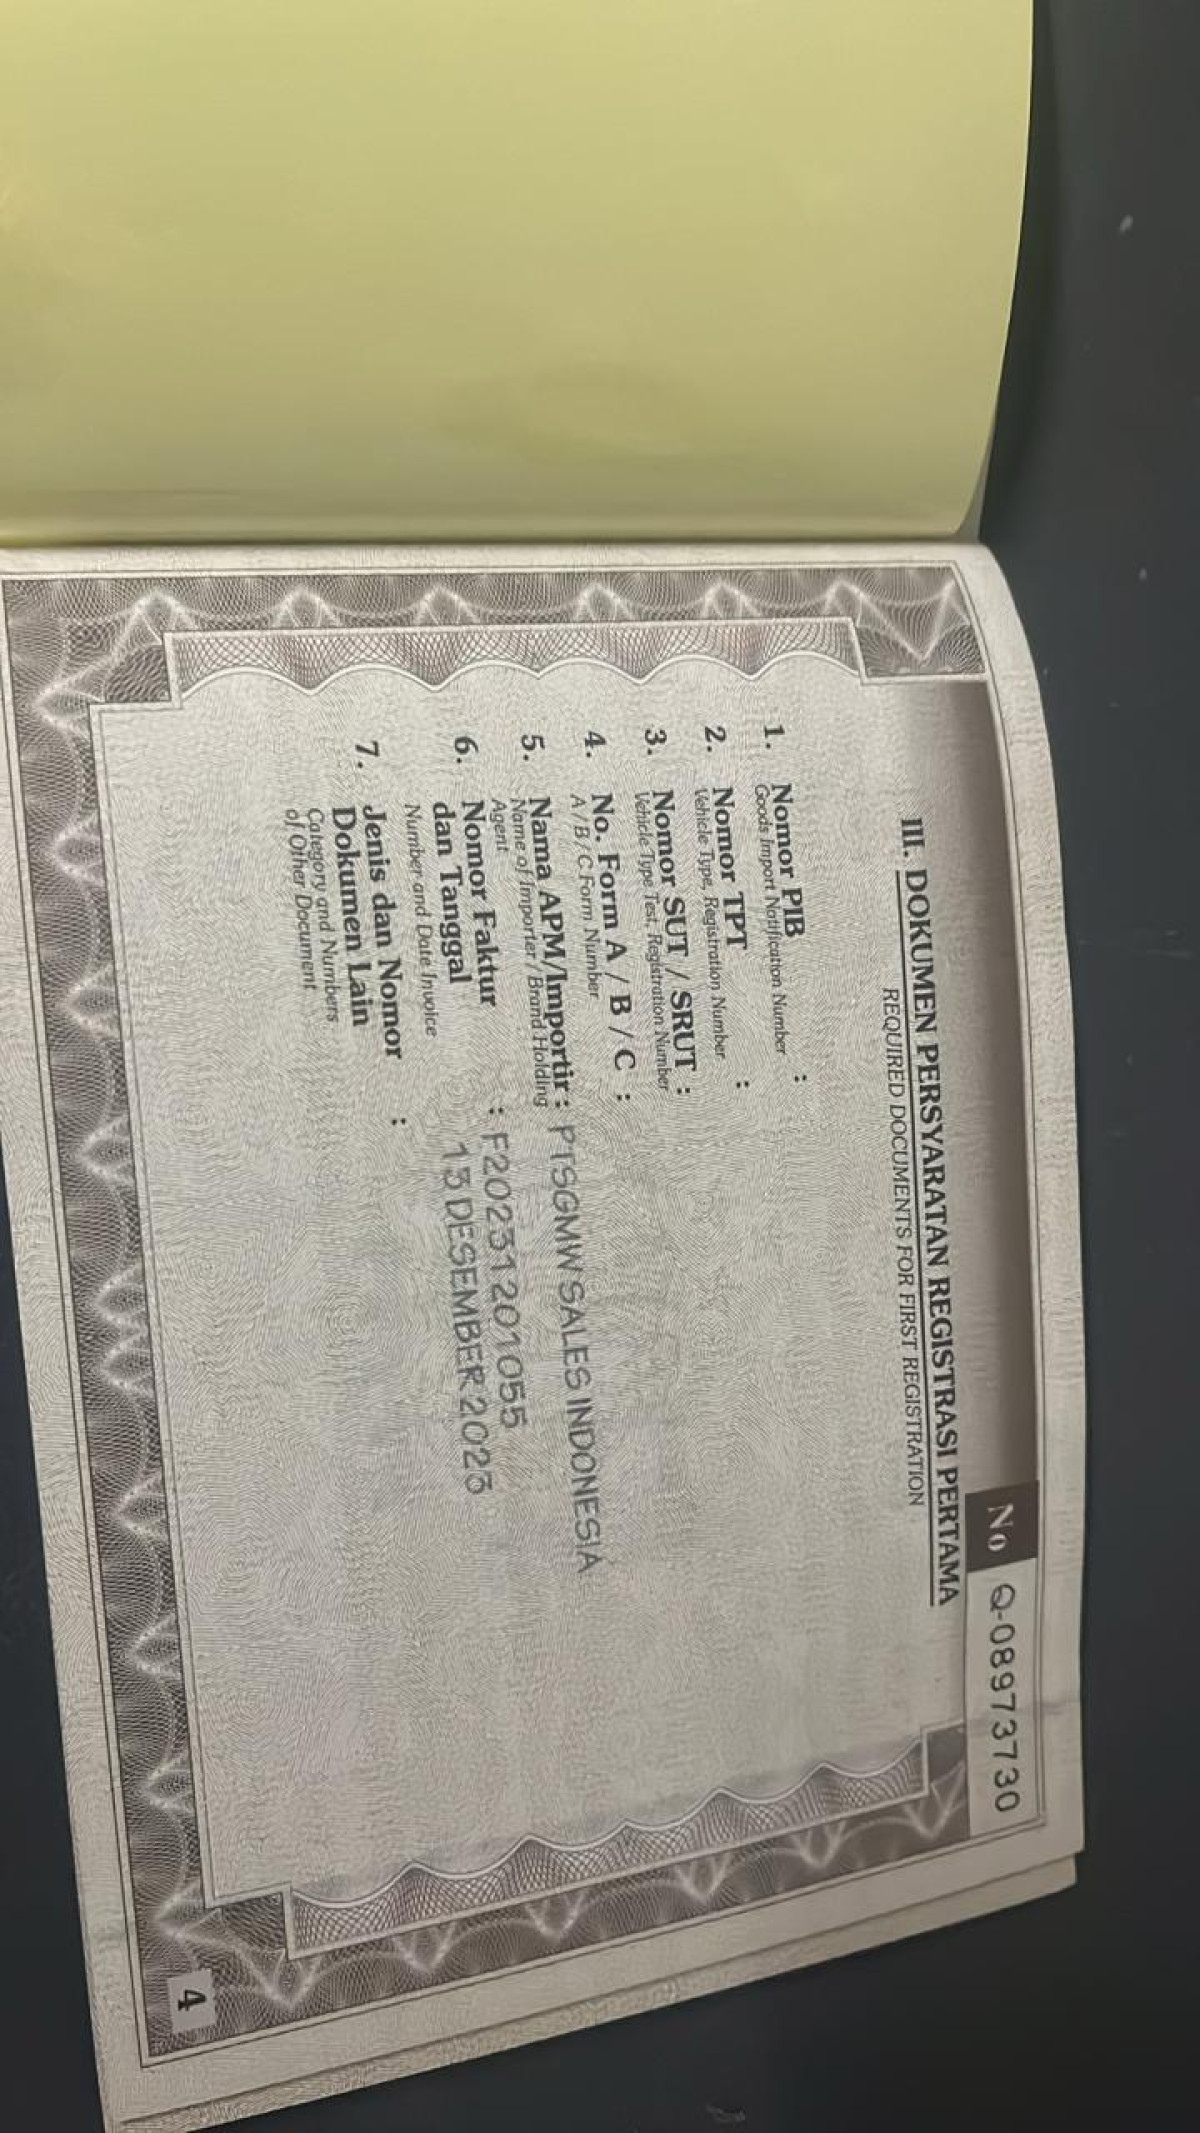 No Q-08973730
III. DOKUMEN PERSYARATAN REGISTRASI PERTAMA
REQUIRED DOCUMENTS FOR FIRST REGISTRATION
1. Nomor PIB :
Goods Import Notification Number
2. Nomor TPT :
Vehicle Type, Registration Number
3. Nomor SUT / SRUT :
Vehicle Type Test, Registration Number
4. No. Form A / B / C :
A / B / C Form Number
5. Nama APM/Importir : PTSGMW SALES INDONESIA
Name of Importer / Brand Holding
Agent
6. Nomor Faktur : F2023120 1055
dan Tanggal 13 DESEMBER 2023
Number and Date Invoice
7. Jenis dan Nomor :
Dokumen Lain
Category and Numbers
of Other Document
4